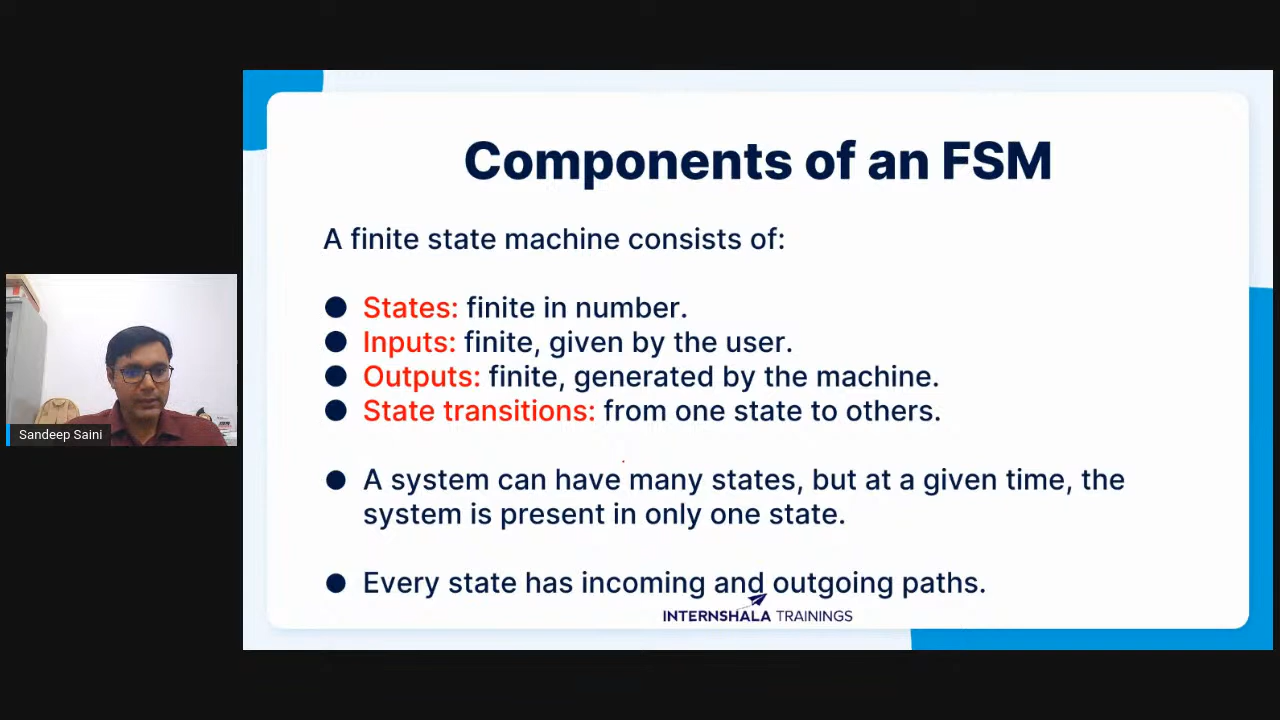 Components of an FSM
A finite state machine consists of:
● States: finite in number.
● Inputs: finite, given by the user.
● Outputs: finite, generated by the machine.
● State transitions: from one state to others.
● A system can have many states, but at a given time, the
system is present in only one state.
● Every state has incoming and outgoing paths.
INTERNSHALA TRAININGS
Sandeep Saini